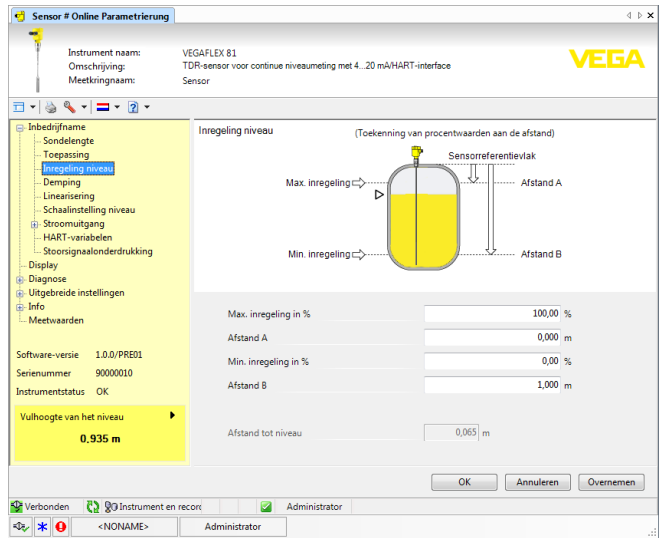 Sensor # Online Parametrierung
Instrument naam: VEGAFLEX 81
Omschrijving: TDR-sensor voor continue niveaumeting met 4...20 mA/HART-interface
Meetkringnaam: Sensor
VEGA
Inbedrijfname
Sondelengte
Toepassing
Inregeling niveau
Demping
Linearisering
Schaalinstelling niveau
Stroomuitgang
HART-variabelen
Stoorsignaalonderdrukking
Display
Diagnose
Uitgebreide instellingen
Info
Meetwaarden
Software-versie 1.0.0/PRE01
Serienummer 90000010
Instrumentstatus OK
Vulhoogte van het niveau
0,935 m
Inregeling niveau
(Toekenning van procentwaarden aan de afstand)
Sensorreferentievlak
Max. inregeling
Afstand A
Min. inregeling
Afstand B
Max. inregeling in % 100,00 %
Afstand A 0,000 m
Min. inregeling in % 0,00 %
Afstand B 1,000 m
Afstand tot niveau 0,065 m
OK Annuleren Overnemen
Verbonden Instrument en record Administrator
<NONAME> Administrator